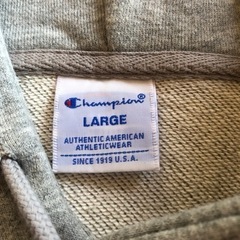 Champion
LARGE
AUTHENTIC AMERICAN
ATHLETICWEAR
SINCE 1919 U.S.A.